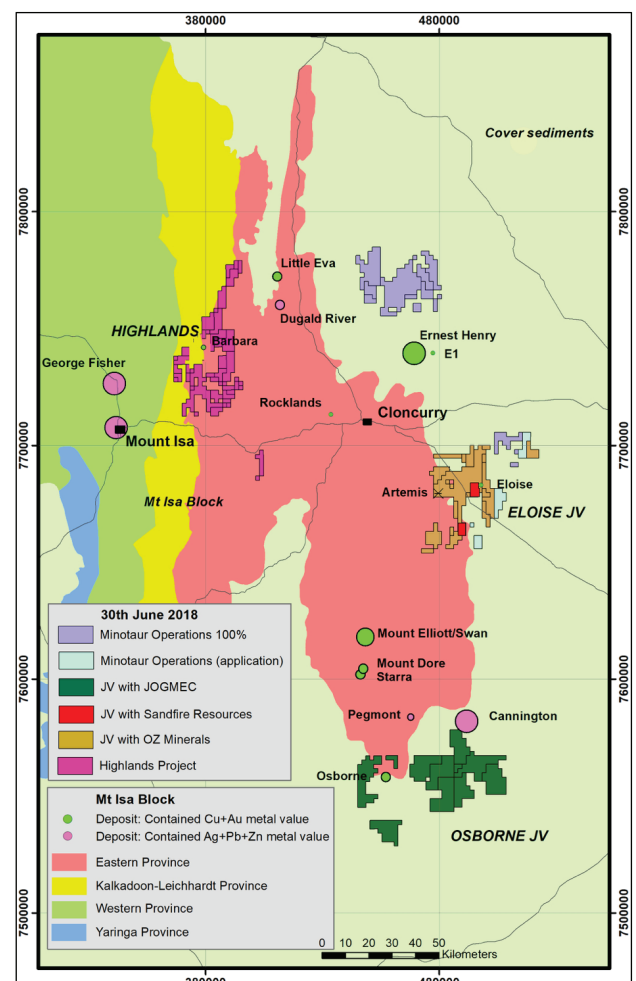 380000
480000
Cover sediments
7800000
7800000
Little Eva
Dugald River
HIGHLANDS
Barbara
Ernest Henry
E1
George Fisher
Rocklands
Cloncurry
Mount Isa
7700000
7700000
Artemis
Eloise
Mt Isa Block
ELOISE JV
30th June 2018
Minotaur Operations 100%
Minotaur Operations (application)
JV with JOGMEC
JV with Sandfire Resources
JV with OZ Minerals
Highlands Project
Mount Elliott/Swan
Mount Dore
Starra
7600000
7600000
Pegmont
Cannington
Osborne
OSBORNE JV
Mt Isa Block
Deposit: Contained Cu+Au metal value
Deposit: Contained Ag+Pb+Zn metal value
Eastern Province
Kalkadoon-Leichhardt Province
Western Province
Yaringa Province
7500000
7500000
0 10 20 30 40 50
Kilometers
380000
480000